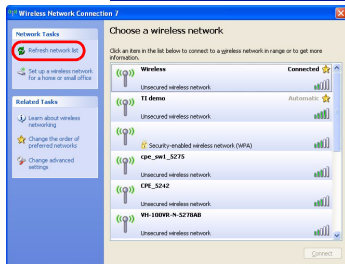 Wireless Network Connection 7
Network Tasks
Refresh network list
Set up a wireless network
for a home or small office
Related Tasks
Learn about wireless
networking
Change the order of
preferred networks
Change advanced
settings
Choose a wireless network
Click an item in the list below to connect to a wireless network in range or to get more
information.
Wireless
Connected
Unsecured wireless network
TI demo
Automatic
Unsecured wireless network
Security-enabled wireless network (WPA)
cpe_sw1_5275
Unsecured wireless network
CPE_5242
Unsecured wireless network
VH-100VR-N-5278AB
Unsecured wireless network
Connect